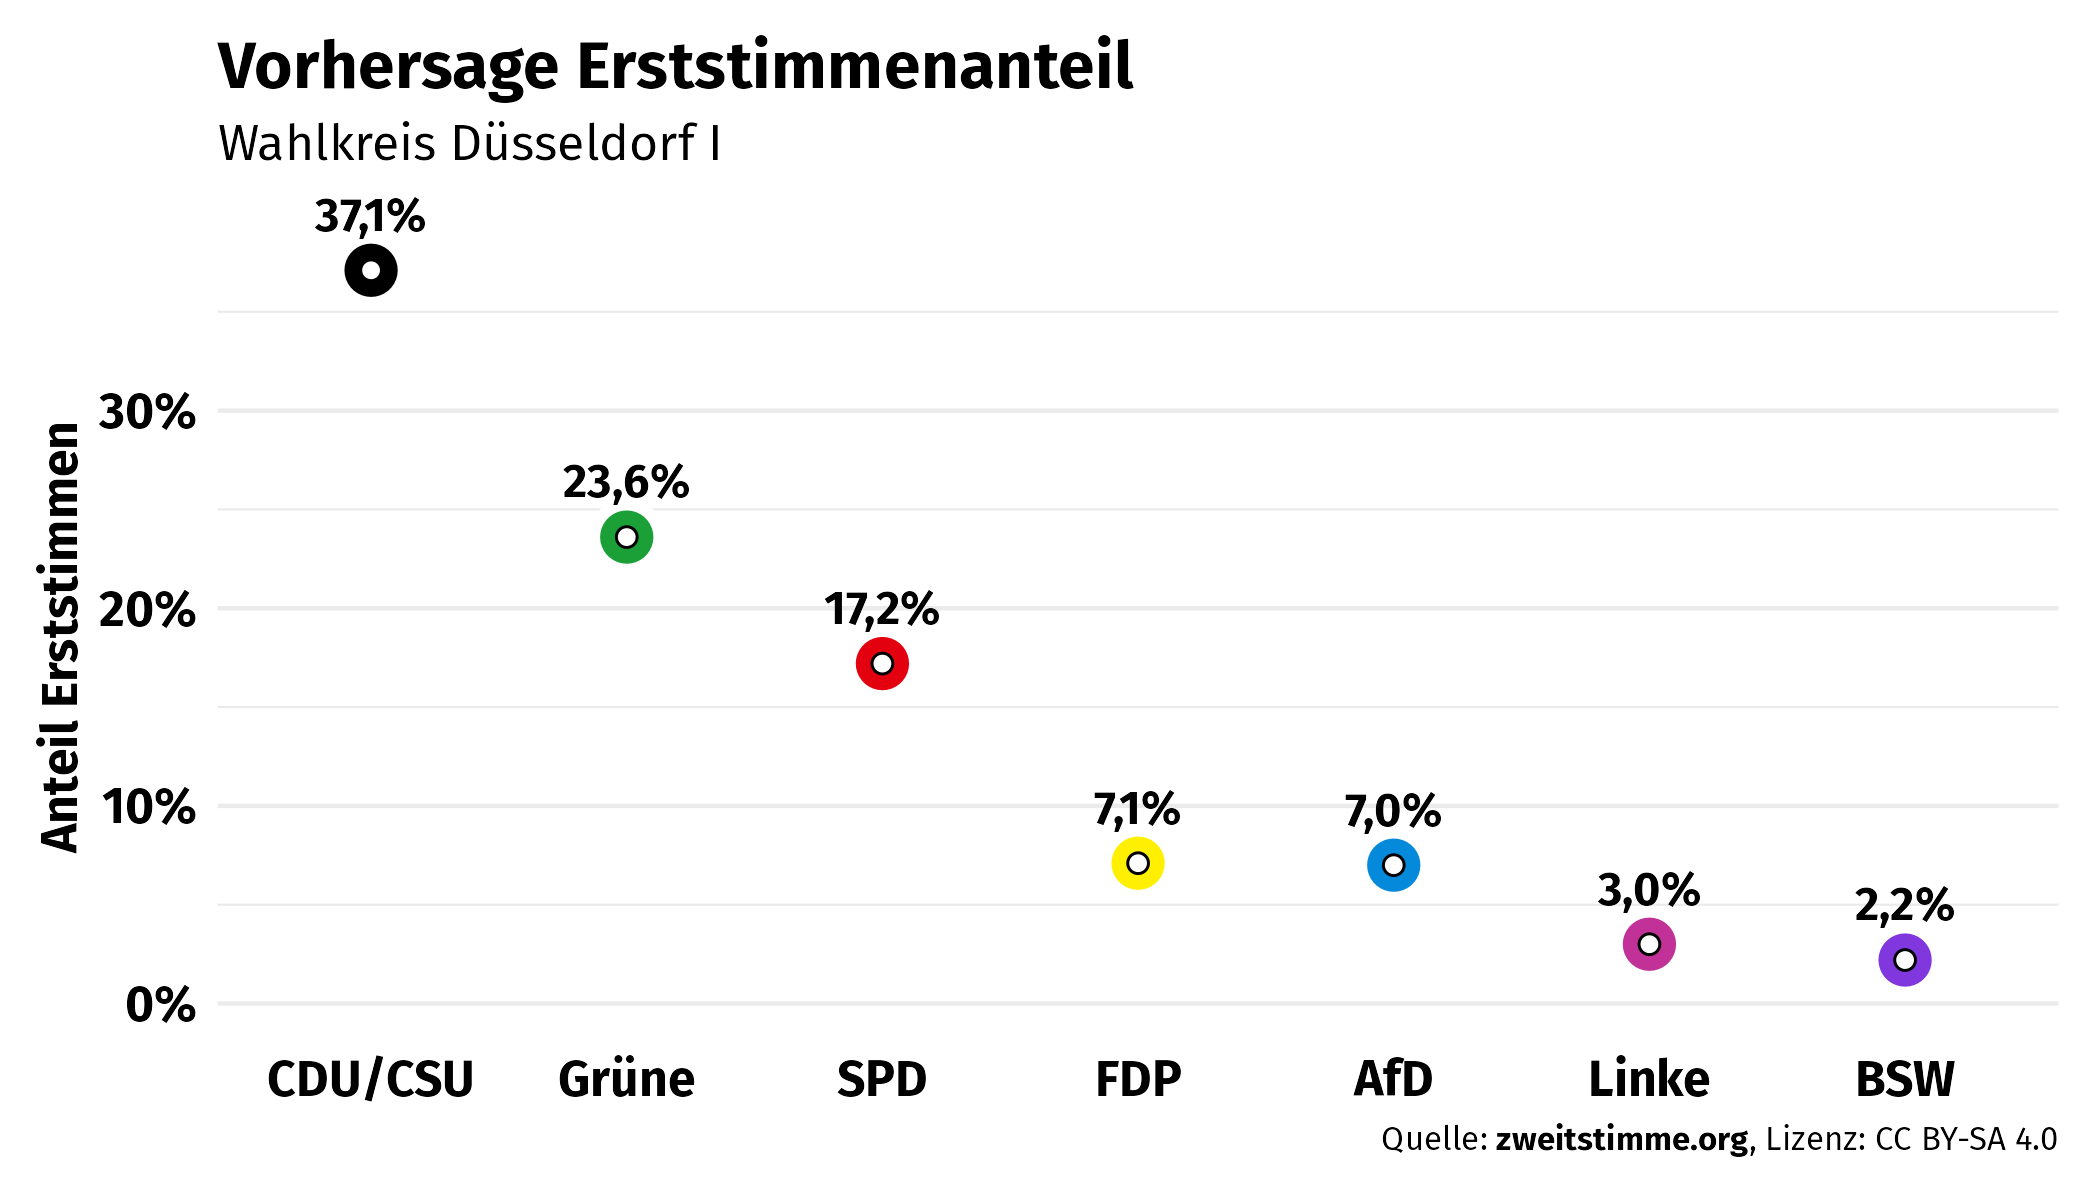 Vorhersage Erststimmenanteil
Wahlkreis Düsseldorf I
37,1%
30%
23,6%
20%
17,2%
10%
7,1%
7,0%
3,0%
2,2%
0%
Anteil Erststimmen
CDU/CSU Grüne SPD FDP AfD Linke BSW
Quelle: zweitstimme.org, Lizenz: CC BY-SA 4.0